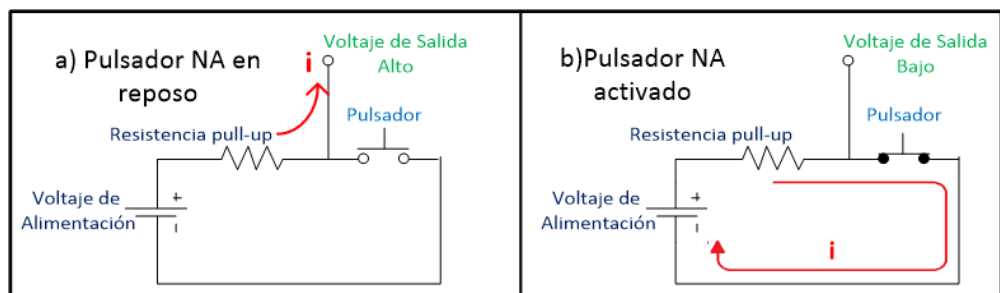 a) Pulsador NA en
reposo
Voltaje de Salida
Alto
i
Pulsador
Resistencia pull-up
Voltaje de
Alimentación
+
-
b)Pulsador NA
activado
Voltaje de Salida
Bajo
Pulsador
Resistencia pull-up
Voltaje de
Alimentación
+
-
i